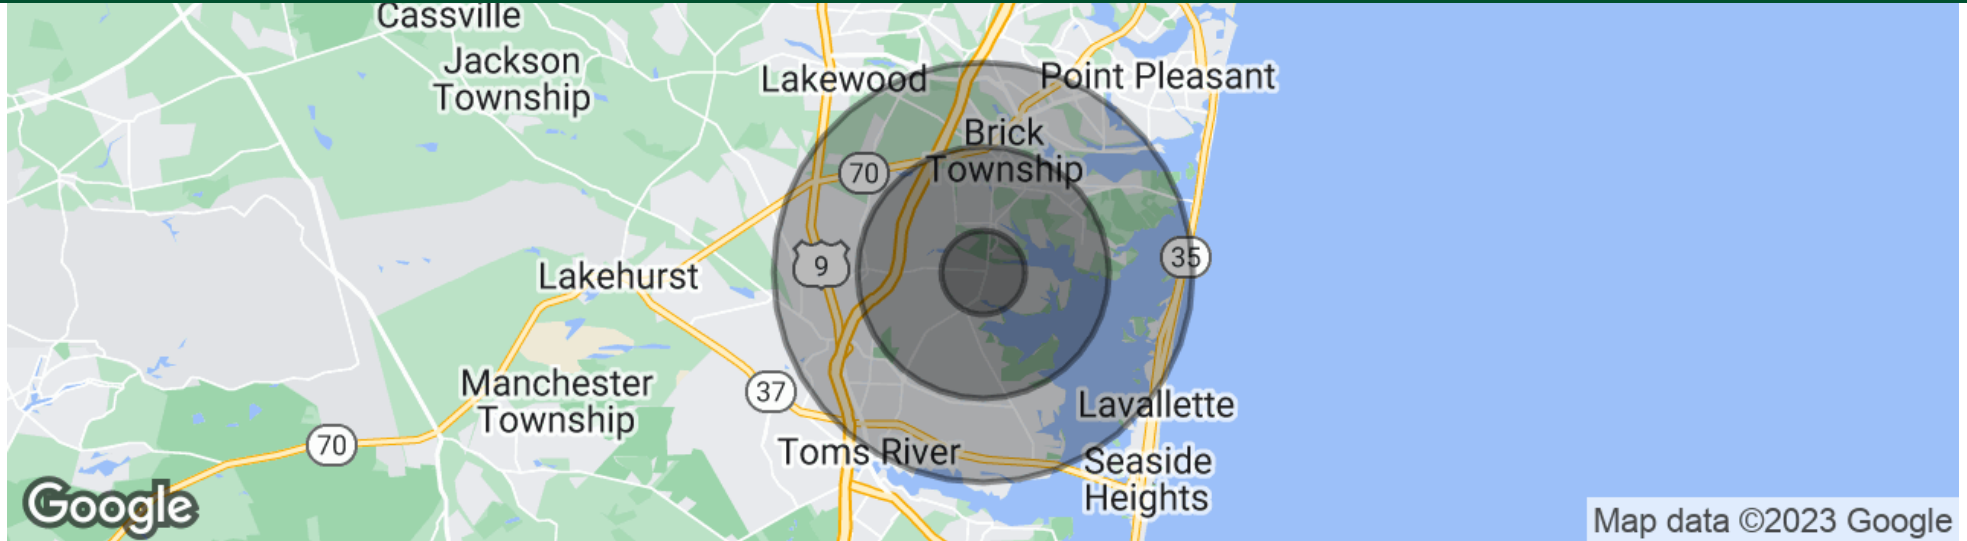 Cassville
Jackson
Township
Lakewood
Point Pleasant
Brick
Township
70
9
35
Lakehurst
Manchester
Township
37
Lavallette
70
Toms River
Seaside
Heights
Google
Map data ©2023 Google